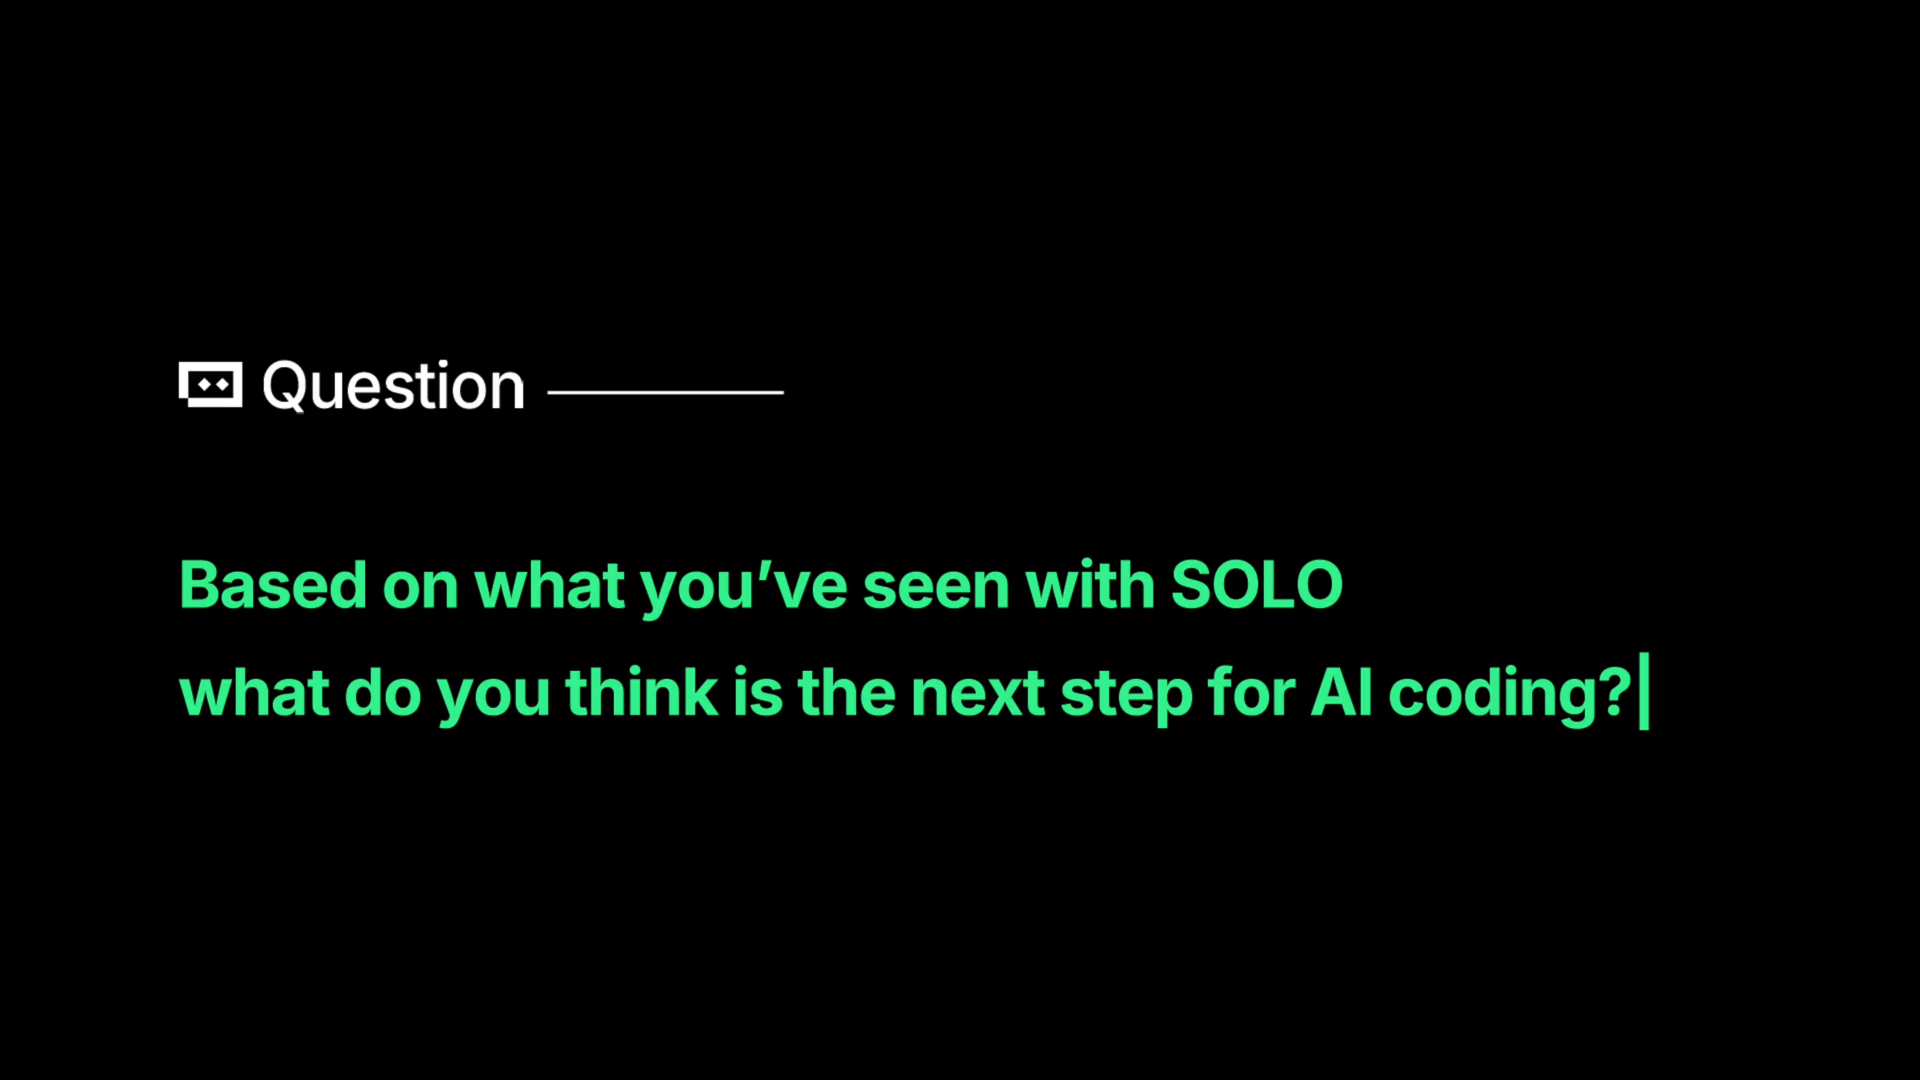 Question
Based on what you’ve seen with SOLO
what do you think is the next step for AI coding?